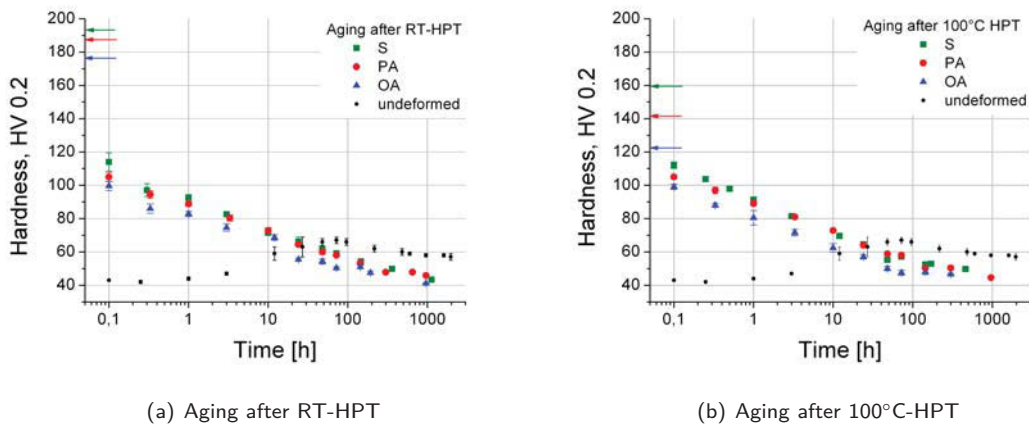 200
180
160
140
120
100
80
60
40
Hardness, HV 0.2
Aging after RT-HPT
S
PA
OA
undeformed
0,1
1
10
100
1000
Time [h]
(a) Aging after RT-HPT
200
180
160
140
120
100
80
60
40
Hardness, HV 0.2
Aging after 100°C HPT
S
PA
OA
undeformed
0,1
1
10
100
1000
Time [h]
(b) Aging after 100°C-HPT